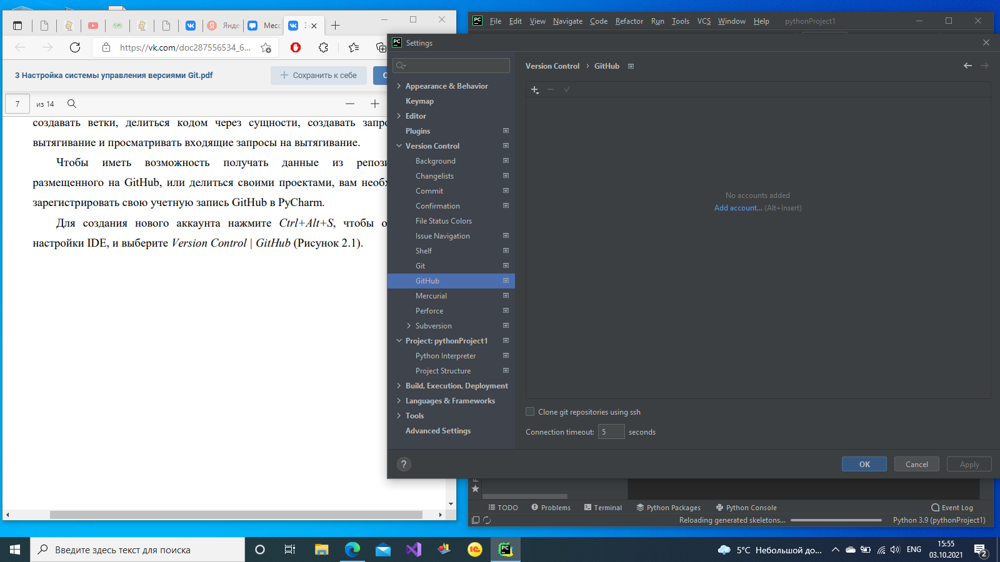 Янде
Месс
https://vk.com/doc287556534_6...
3 Настройка системы управления версиями Git.pdf
Сохранить к себе
7 из 14
создавать ветки, делиться кодом через сущности, создавать запро
вытягивание и просматривать входящие запросы на вытягивание.
Чтобы иметь возможность получать данные из репози
размещенного на GitHub, или делиться своими проектами, вам необх
зарегистрировать свою учетную запись GitHub в PyCharm.
Для создания нового аккаунта нажмите Ctrl+Alt+S, чтобы о
настройки IDE, и выберите Version Control | GitHub (Рисунок 2.1).
PC File Edit View Navigate Code Refactor Run Tools VCS Window Help pythonProject1
PC Settings
Appearance & Behavior
Keymap
Editor
Plugins
Version Control
Background
Changelists
Commit
Confirmation
File Status Colors
Issue Navigation
Shelf
Git
GitHub
Mercurial
Perforce
Subversion
Project: pythonProject1
Python Interpreter
Project Structure
Build, Execution, Deployment
Languages & Frameworks
Tools
Advanced Settings
Version Control › GitHub
No accounts added
Add account... (Alt+Insert)
Clone git repositories using ssh
Connection timeout: 5 seconds
?
OK Cancel Apply
TODO Problems Terminal Python Packages Python Console Event Log
Reloading generated skeletons... Python 3.9 (pythonProject1)
Введите здесь текст для поиска
1C
PC
5°C Небольшой до...
ENG
15:55
03.10.2021
2